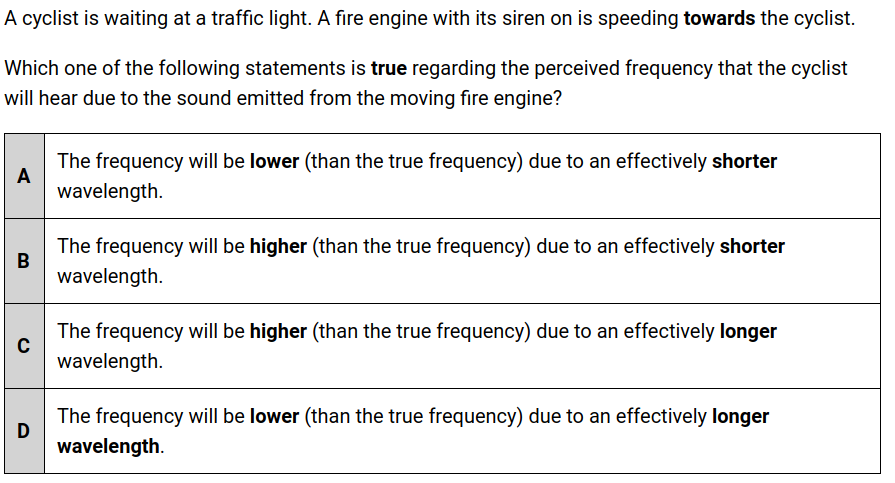 A cyclist is waiting at a traffic light. A fire engine with its siren on is speeding towards the cyclist.
Which one of the following statements is true regarding the perceived frequency that the cyclist
will hear due to the sound emitted from the moving fire engine?
A
The frequency will be lower (than the true frequency) due to an effectively shorter
wavelength.
B
The frequency will be higher (than the true frequency) due to an effectively shorter
wavelength.
C
The frequency will be higher (than the true frequency) due to an effectively longer
wavelength.
D
The frequency will be lower (than the true frequency) due to an effectively longer
wavelength.